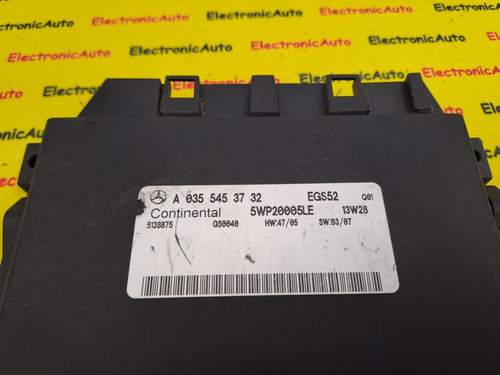 ElectronicAuto ElectronicAuto ElectronicAuto
ElectronicAuto ElectronicAuto ElectronicAuto
ElectronicAuto ElectronicAuto
A 035 545 37 32 EGS52 Q01
Continental 5WP20005LE 13W28
5138875 GS0040 HW:47/05 SW:03/07